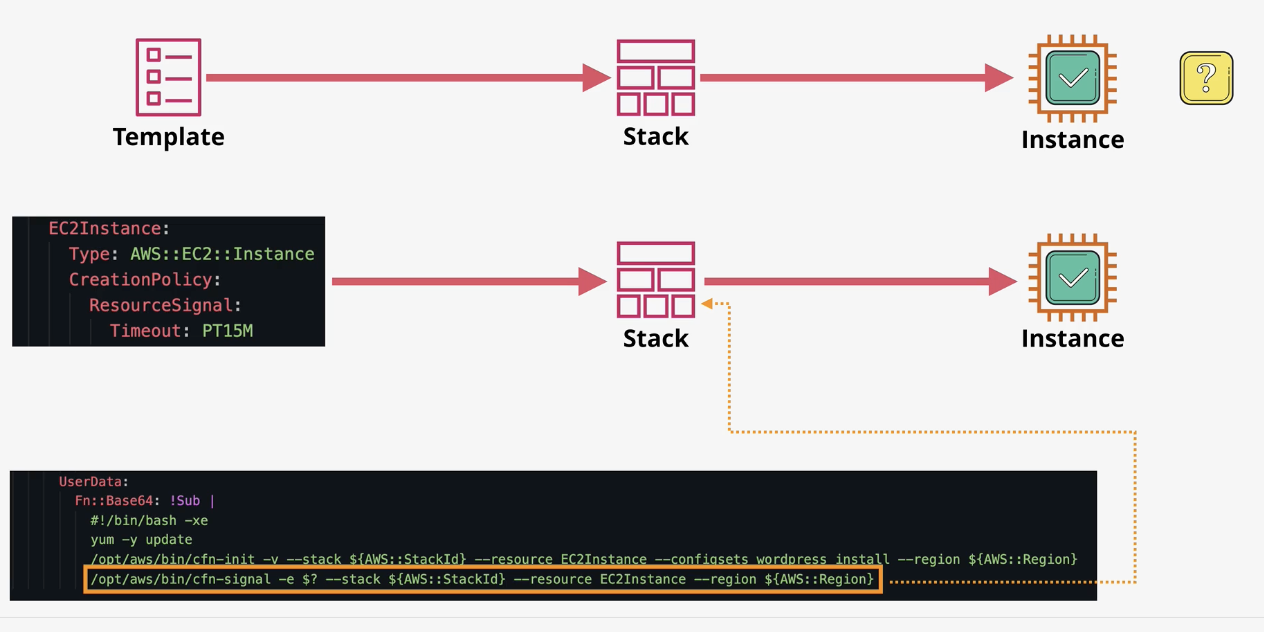 Template
Stack
Instance
?
EC2Instance:
Type: AWS::EC2::Instance
CreationPolicy:
ResourceSignal:
Timeout: PT15M
Stack
Instance
UserData:
Fn::Base64: !Sub |
#!/bin/bash -xe
yum -y update
/opt/aws/bin/cfn-init -v --stack ${AWS::StackId} --resource EC2Instance --configsets wordpress_install --region ${AWS::Region}
/opt/aws/bin/cfn-signal -e $? --stack ${AWS::StackId} --resource EC2Instance --region ${AWS::Region}